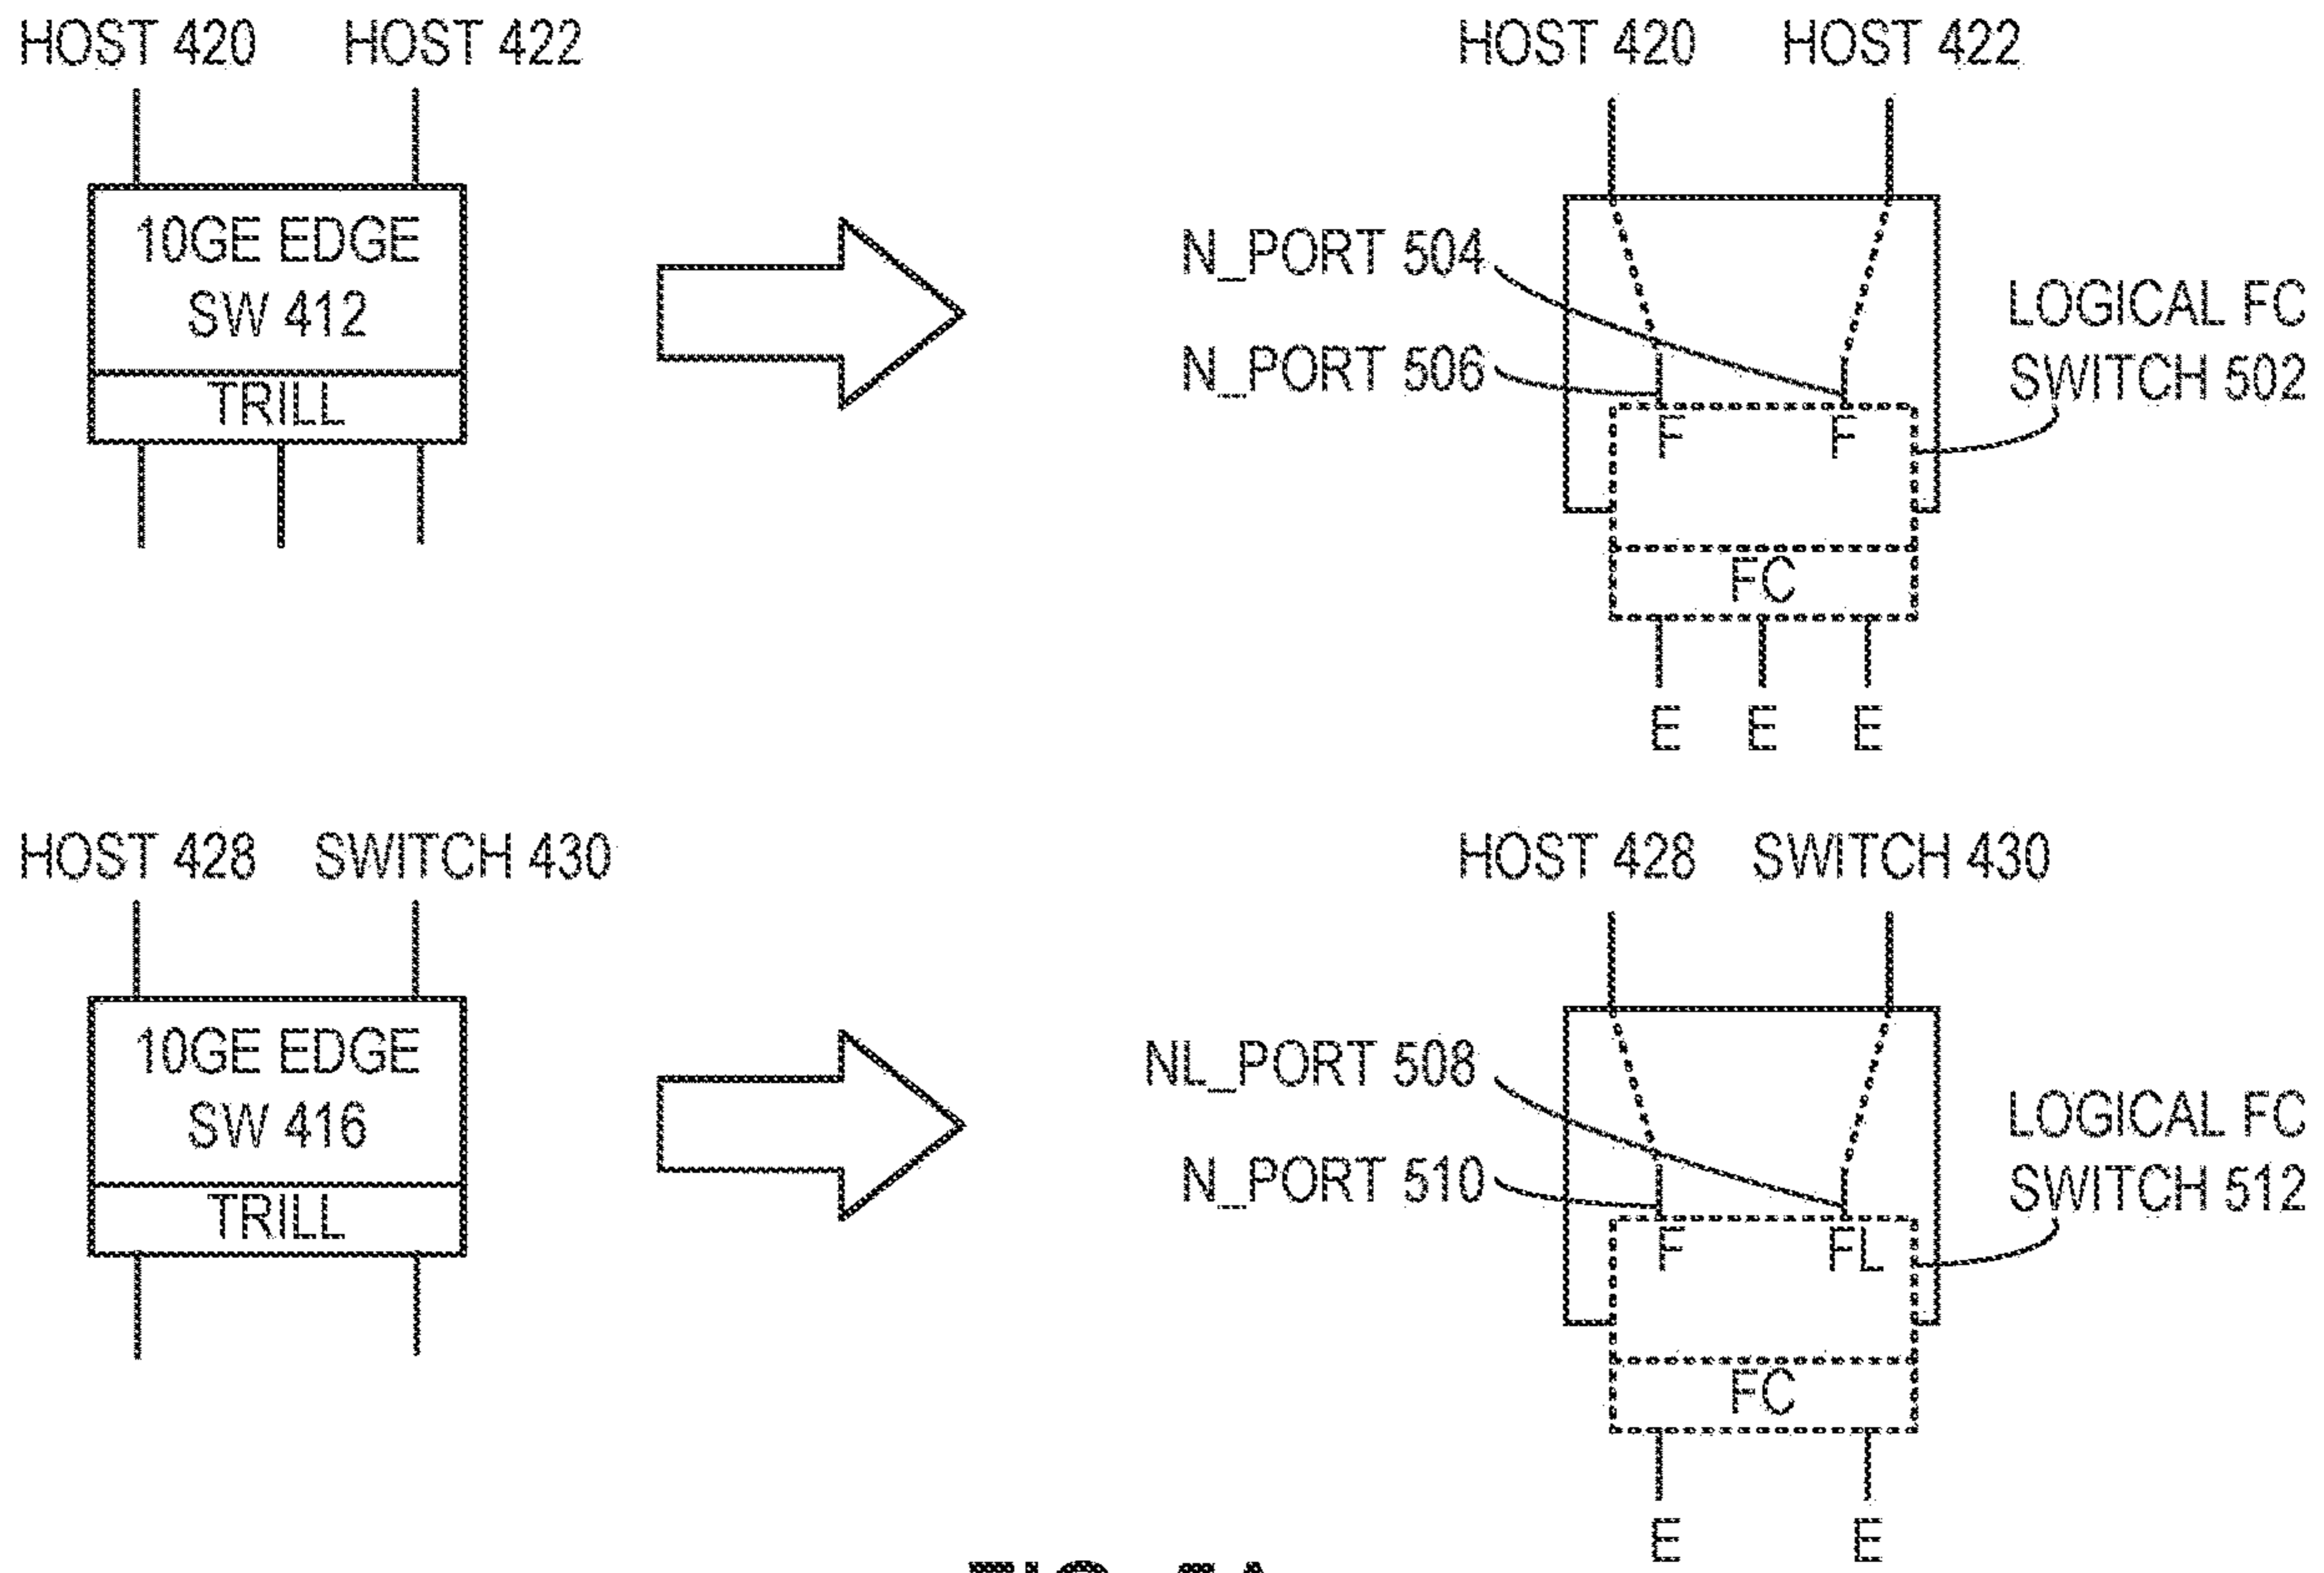 HOST 420 HOST 422
10GE EDGE
SW 412
TRILL
HOST 420 HOST 422
N_PORT 504
N_PORT 506
LOGICAL FC
SWITCH 502
F F
FC
E E E
HOST 428 SWITCH 430
10GE EDGE
SW 416
TRILL
HOST 428 SWITCH 430
NL_PORT 508
N_PORT 510
LOGICAL FC
SWITCH 512
F FL
FC
E E